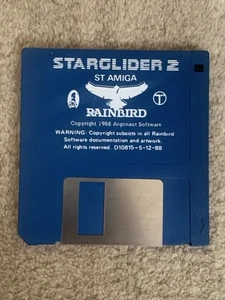 STARGLIDER 2
ST AMIGA
RAINBIRD
Copyright 1988 Argonaut Software
WARNING: Copyright subsists in all Rainbird
Software documentation and artwork.
All rights reserved. D10815-5-12-88